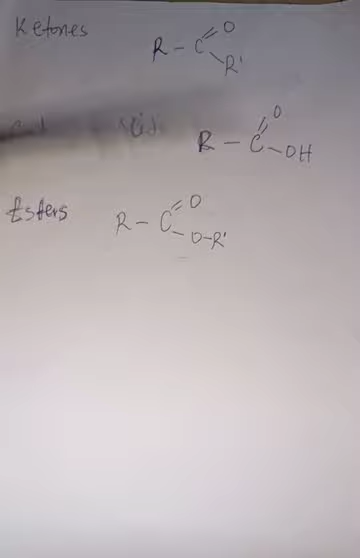 Ketones R-C=O
R'
R-C=O
OH
Esters R-C=O
O-R'